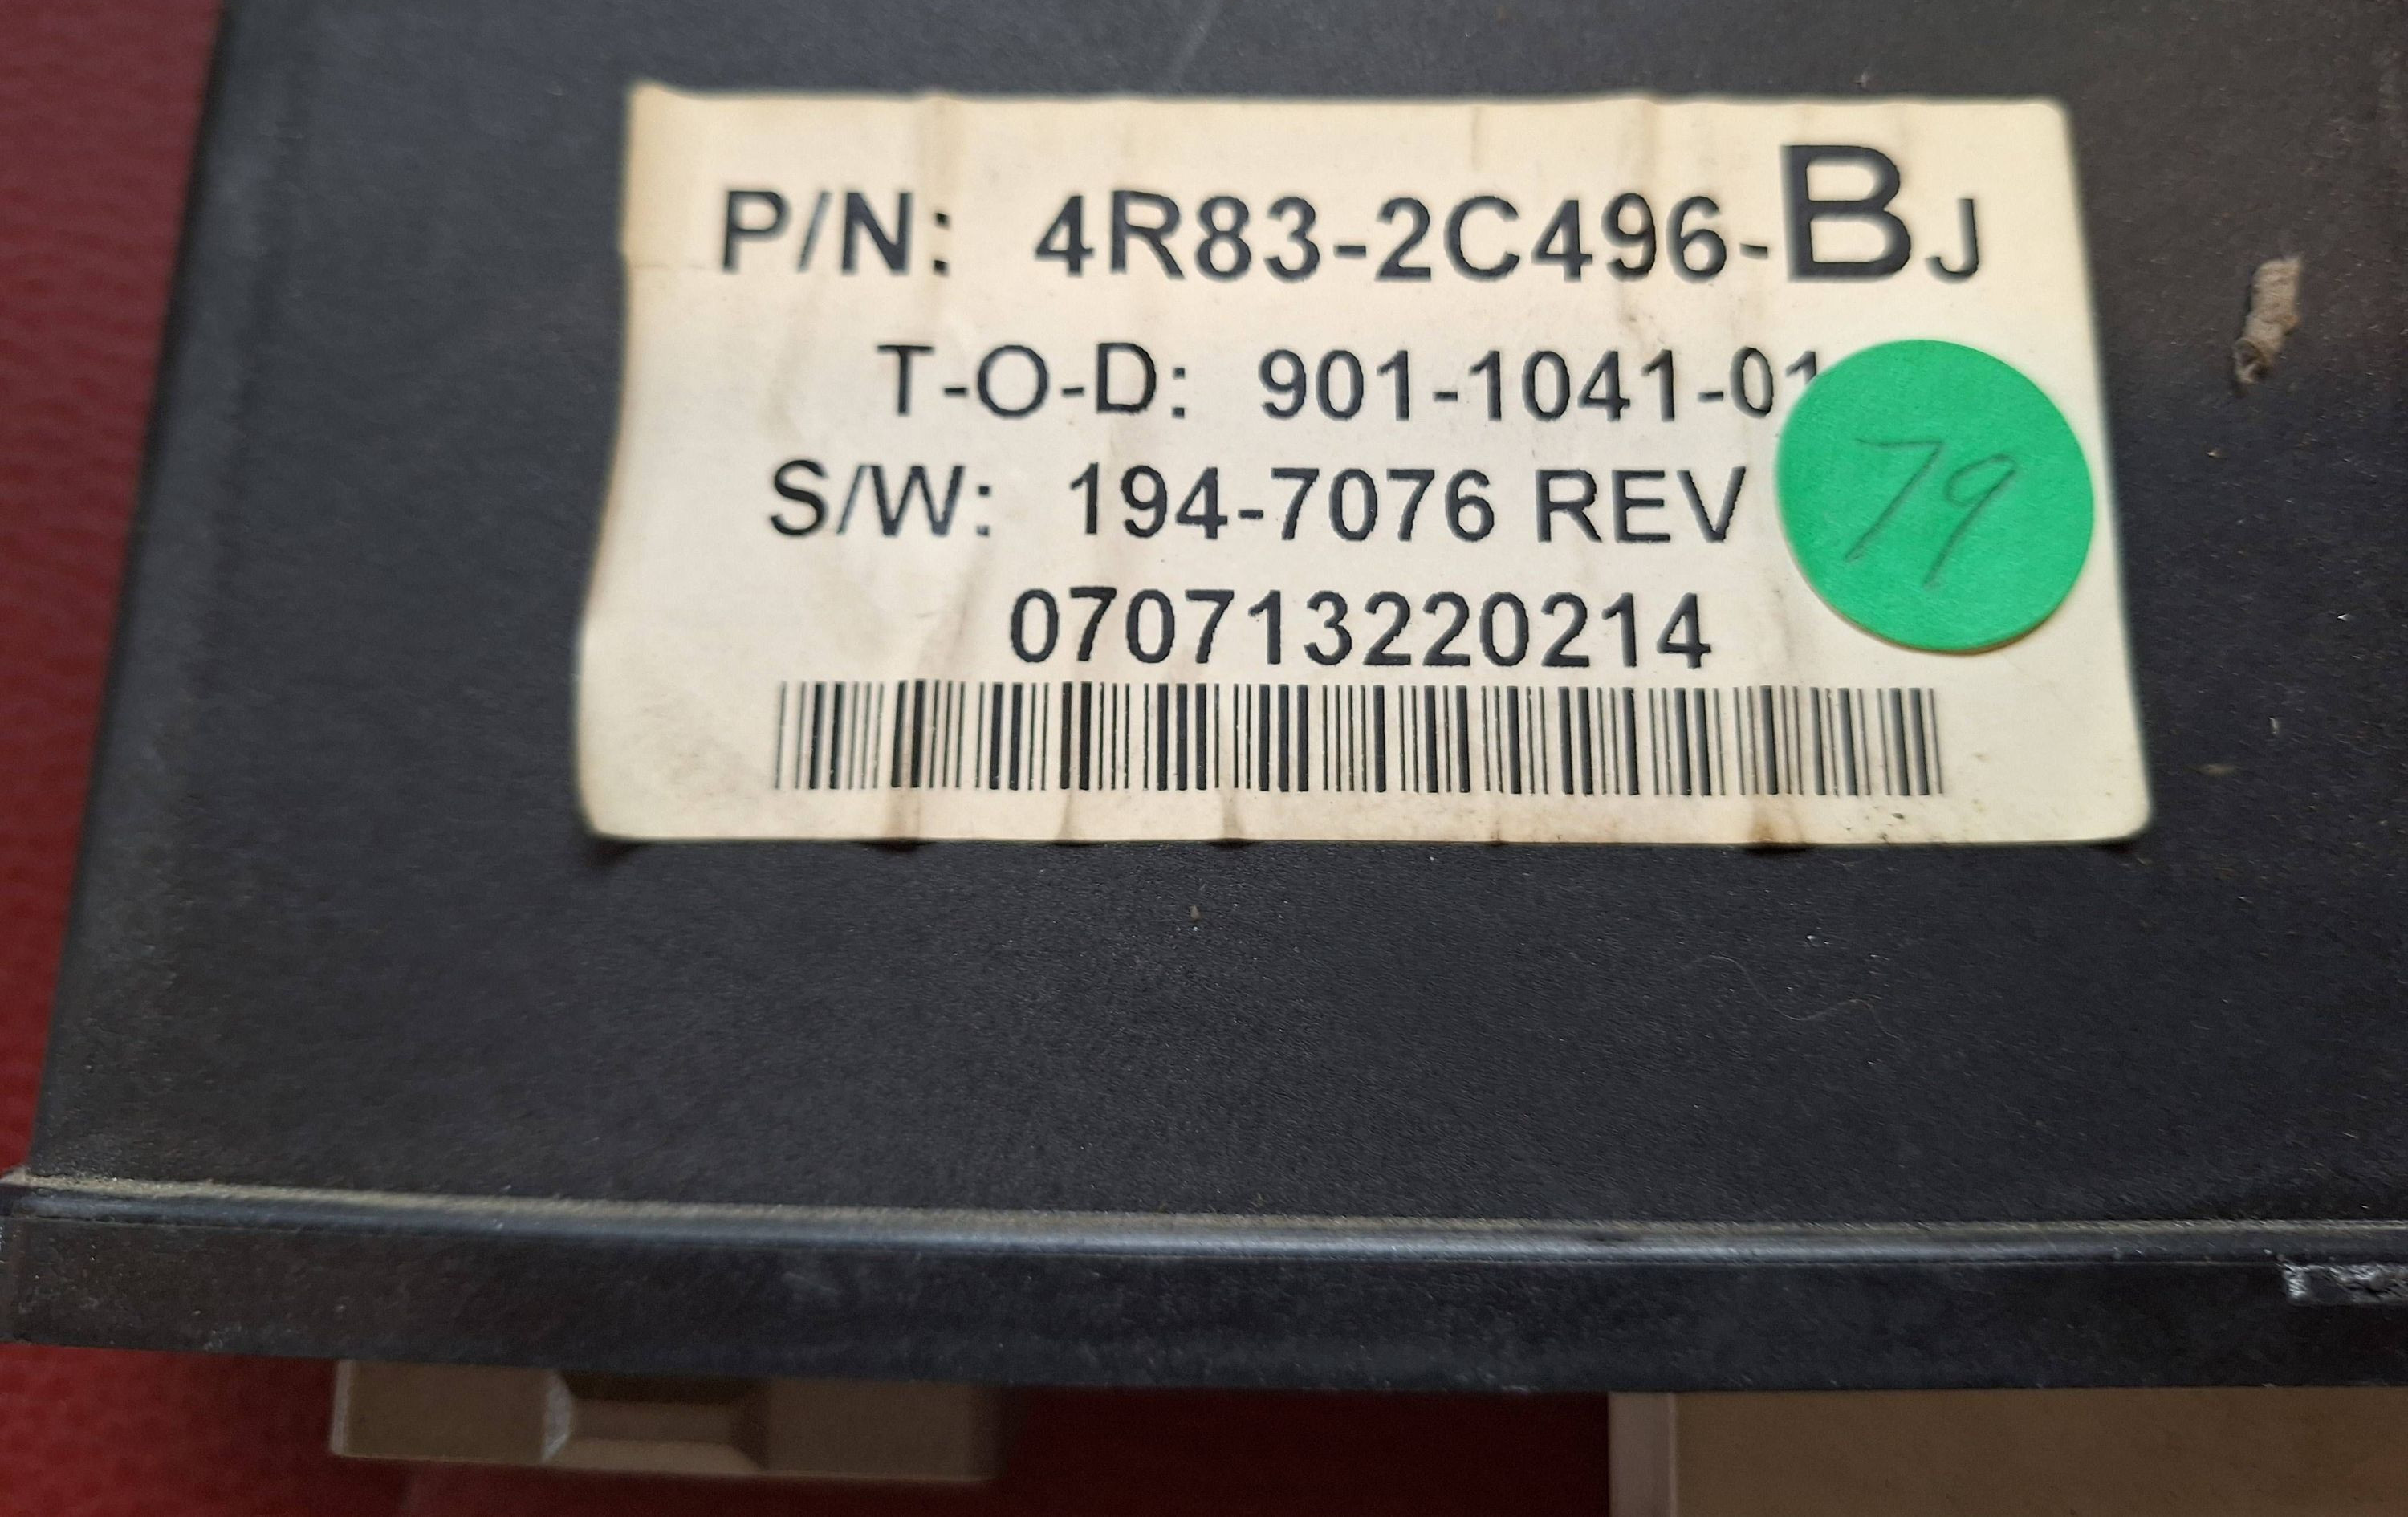 P/N: 4R83-2C496-BJ
T-O-D: 901-1041-01
S/W: 194-7076 REV
79
070713220214